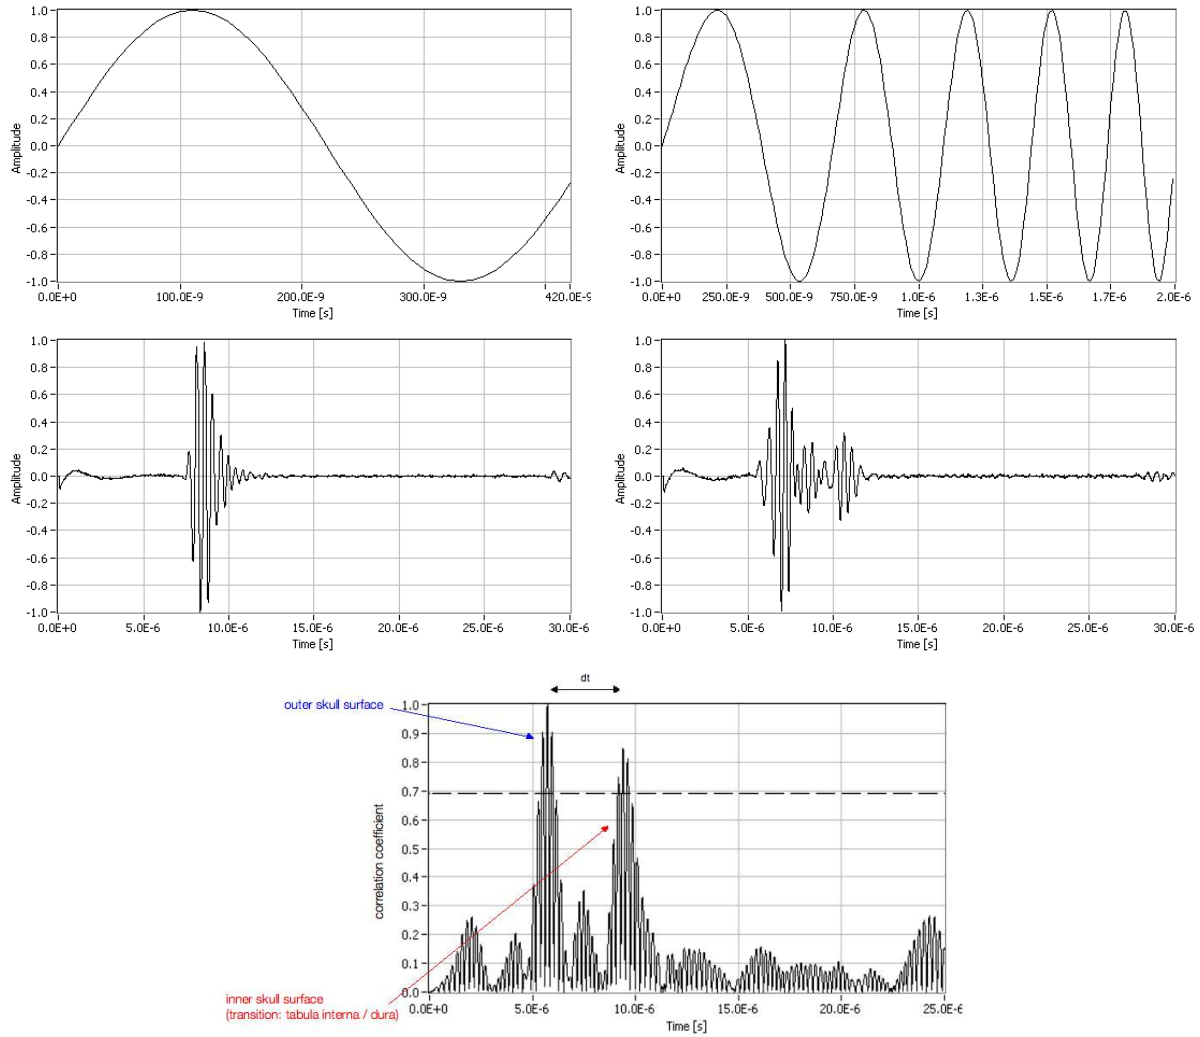 1.0
0.8
0.6
0.4
0.2
0.0
-0.2
-0.4
-0.6
-0.8
-1.0
Amplitude
0.0E+0 100.0E-9 200.0E-9 300.0E-9 420.0E-9
Time [s]
1.0
0.8
0.6
0.4
0.2
0.0
-0.2
-0.4
-0.6
-0.8
-1.0
Amplitude
0.0E+0 250.0E-9 500.0E-9 750.0E-9 1.0E-6 1.3E-6 1.5E-6 1.7E-6 2.0E-6
Time [s]
1.0
0.8
0.6
0.4
0.2
0.0
-0.2
-0.4
-0.6
-0.8
-1.0
Amplitude
0.0E+0 5.0E-6 10.0E-6 15.0E-6 20.0E-6 25.0E-6 30.0E-6
Time [s]
1.0
0.8
0.6
0.4
0.2
0.0
-0.2
-0.4
-0.6
-0.8
-1.0
Amplitude
0.0E+0 5.0E-6 10.0E-6 15.0E-6 20.0E-6 25.0E-6 30.0E-6
Time [s]
dt
outer skull surface
1.0
0.9
0.8
0.7
0.6
0.5
0.4
0.3
0.2
0.1
0.0
correlation coefficient
inner skull surface
(transition: tabula interna / dura)
0.0E+0 5.0E-6 10.0E-6 15.0E-6 20.0E-6 25.0E-6
Time [s]